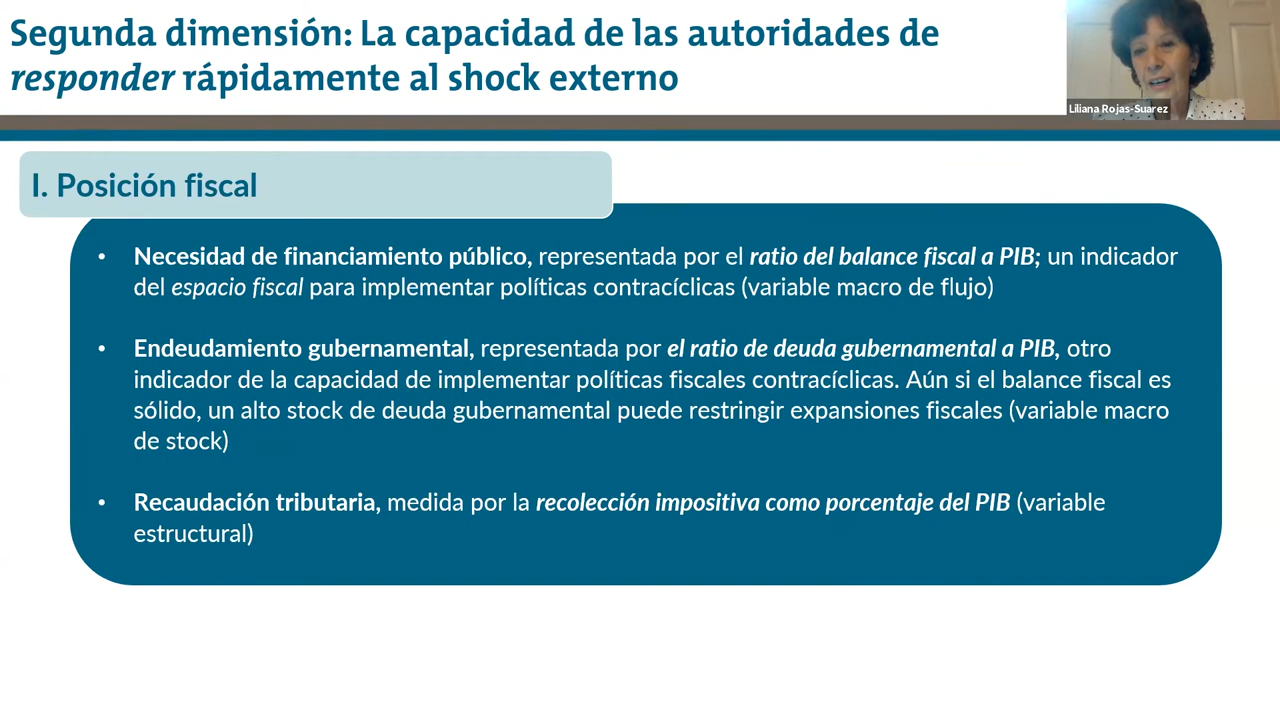 Segunda dimensión: La capacidad de las autoridades de
responder rápidamente al shock externo
Liliana Rojas-Suarez
I. Posición fiscal
• Necesidad de financiamiento público, representada por el ratio del balance fiscal a PIB; un indicador
del espacio fiscal para implementar políticas contracíclicas (variable macro de flujo)
• Endeudamiento gubernamental, representada por el ratio de deuda gubernamental a PIB, otro
indicador de la capacidad de implementar políticas fiscales contracíclicas. Aún si el balance fiscal es
sólido, un alto stock de deuda gubernamental puede restringir expansiones fiscales (variable macro
de stock)
• Recaudación tributaria, medida por la recolección impositiva como porcentaje del PIB (variable
estructural)